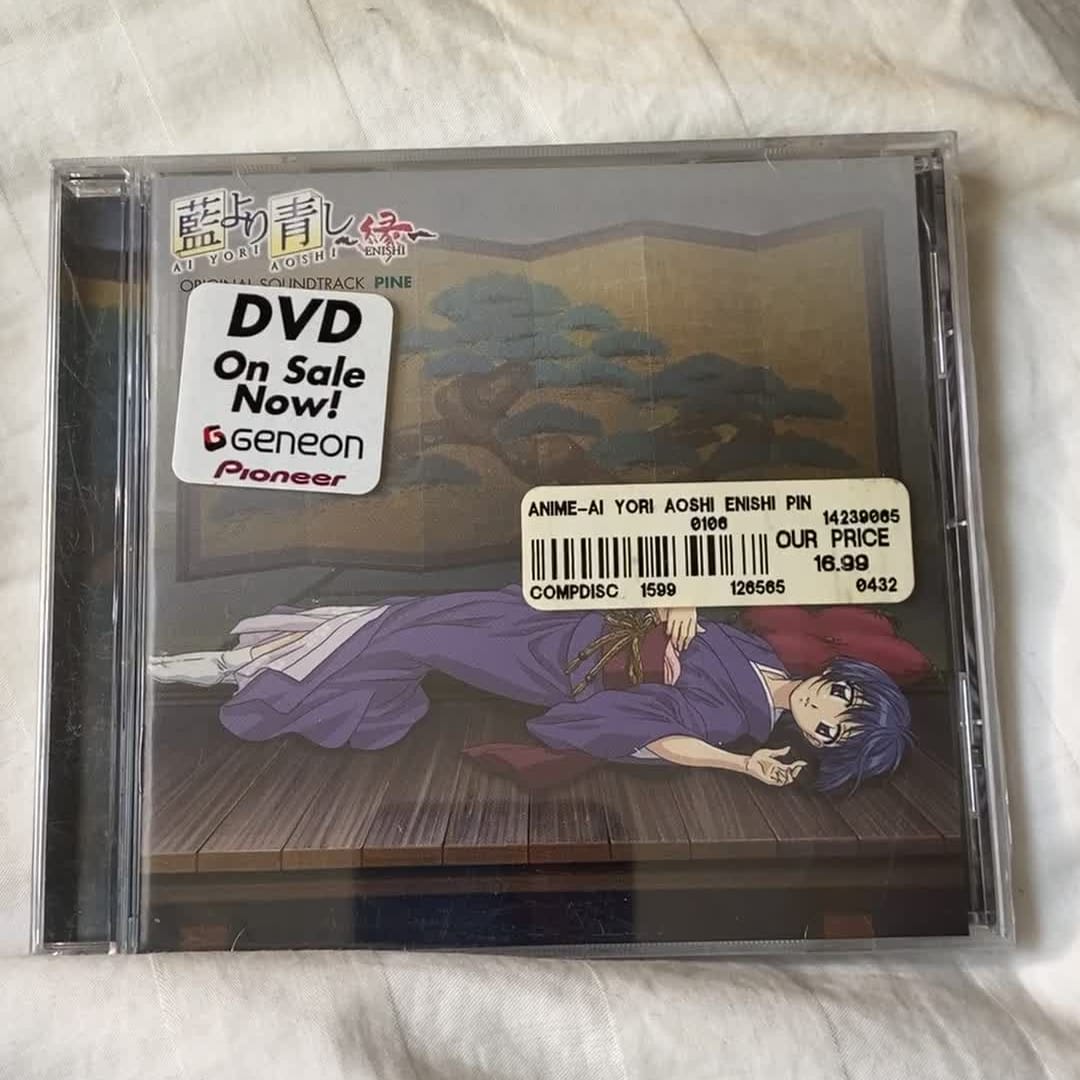 藍より青し~縁~
AI YORI AOSHI ENISHI
ORIGINAL SOUNDTRACK PINE
DVD
On Sale
Now!
GENEON
Pioneer
ANIME-AI YORI AOSHI ENISHI PIN
0106 14239065
OUR PRICE
16.99
COMPDISC 1599 126565 0432